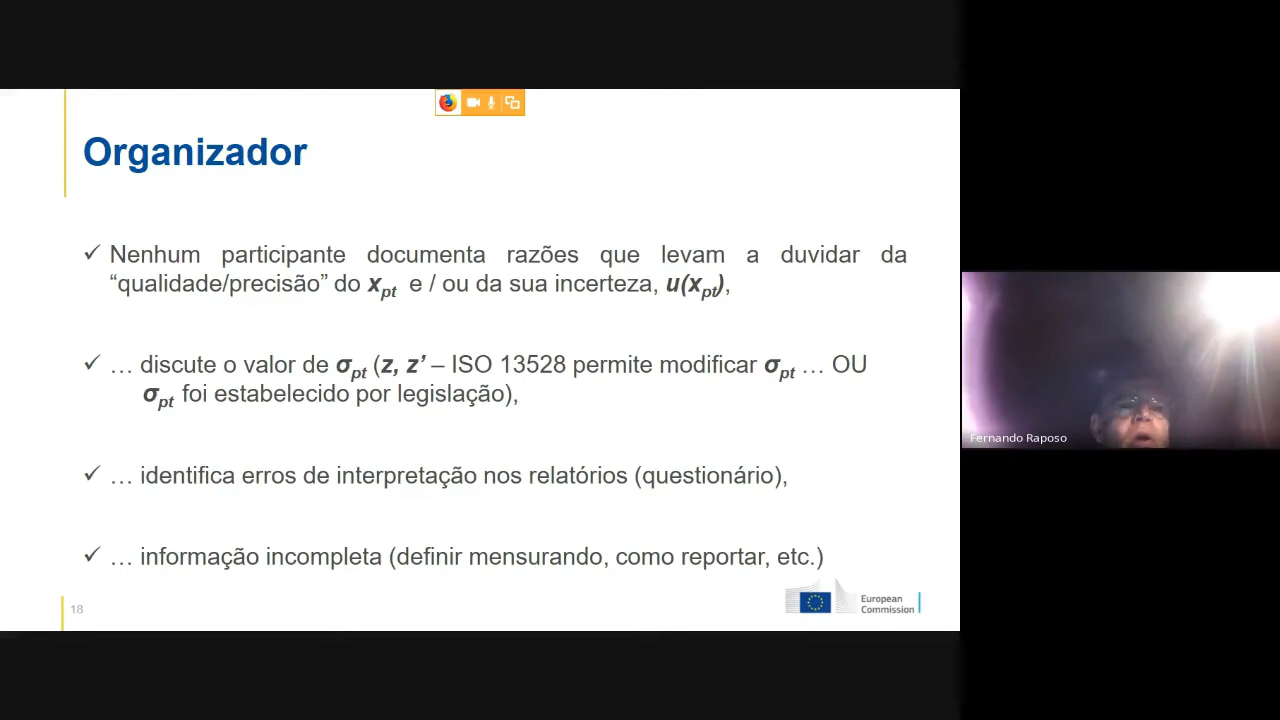 Organizador
✓ Nenhum participante documenta razões que levam a duvidar da
“qualidade/precisão” do xpt e / ou da sua incerteza, u(xpt),
✓ … discute o valor de σpt (z, z’ – ISO 13528 permite modificar σpt … OU
σpt foi estabelecido por legislação),
✓ … identifica erros de interpretação nos relatórios (questionário),
✓ … informação incompleta (definir mensurando, como reportar, etc.)
18
European
Commission
Fernando Raposo